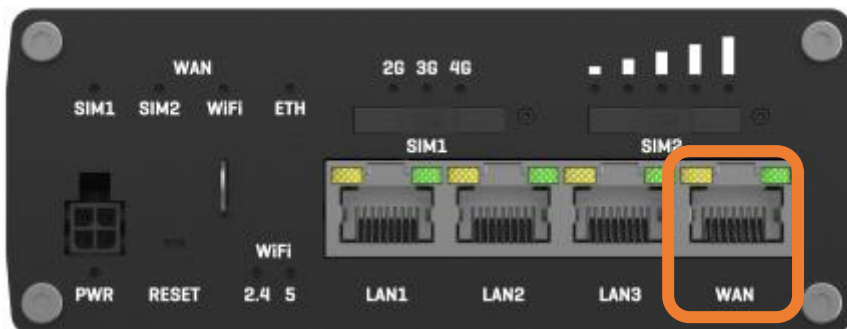 WAN
2G 3G 4G
SIM1 SIM2 WiFi ETH
SIM1 SIM2
WiFi
PWR RESET 2.4 5 LAN1 LAN2 LAN3 WAN